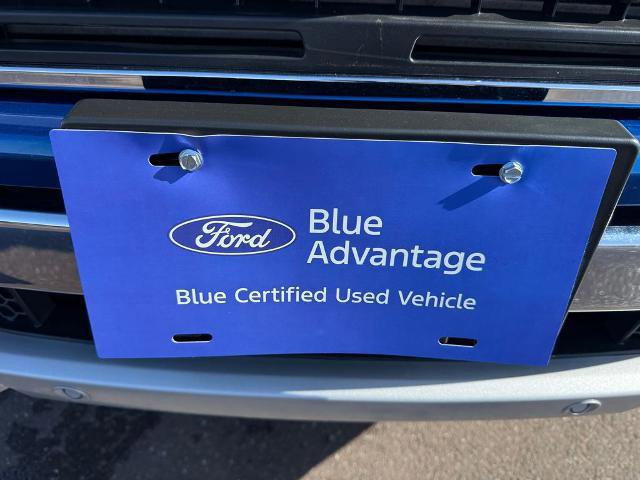 Ford
Blue
Advantage
Blue Certified Used Vehicle